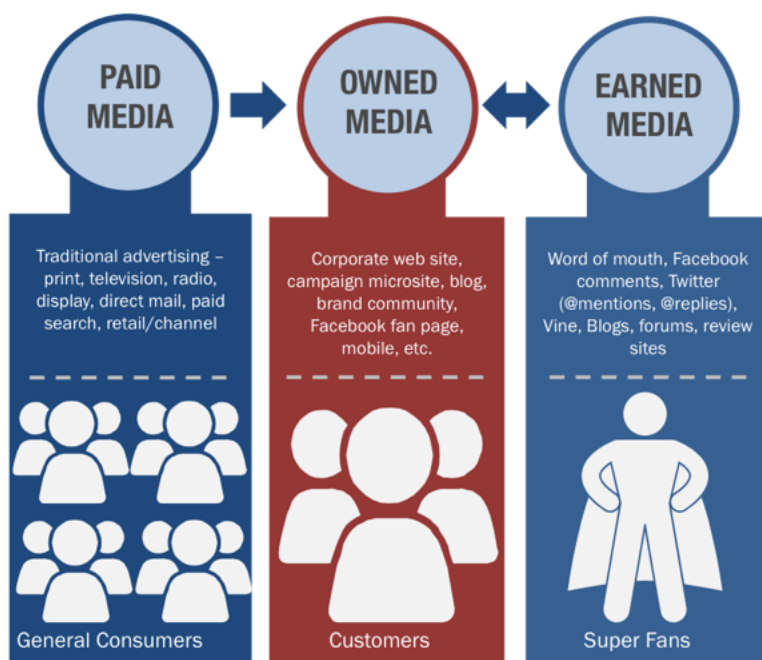 PAID
MEDIA
OWNED
MEDIA
EARNED
MEDIA
Traditional advertising –
print, television, radio,
display, direct mail, paid
search, retail/channel
Corporate web site,
campaign microsite, blog,
brand community,
Facebook fan page,
mobile, etc.
Word of mouth, Facebook
comments, Twitter
(@mentions, @replies),
Vine, Blogs, forums, review
sites
General Consumers
Customers
Super Fans